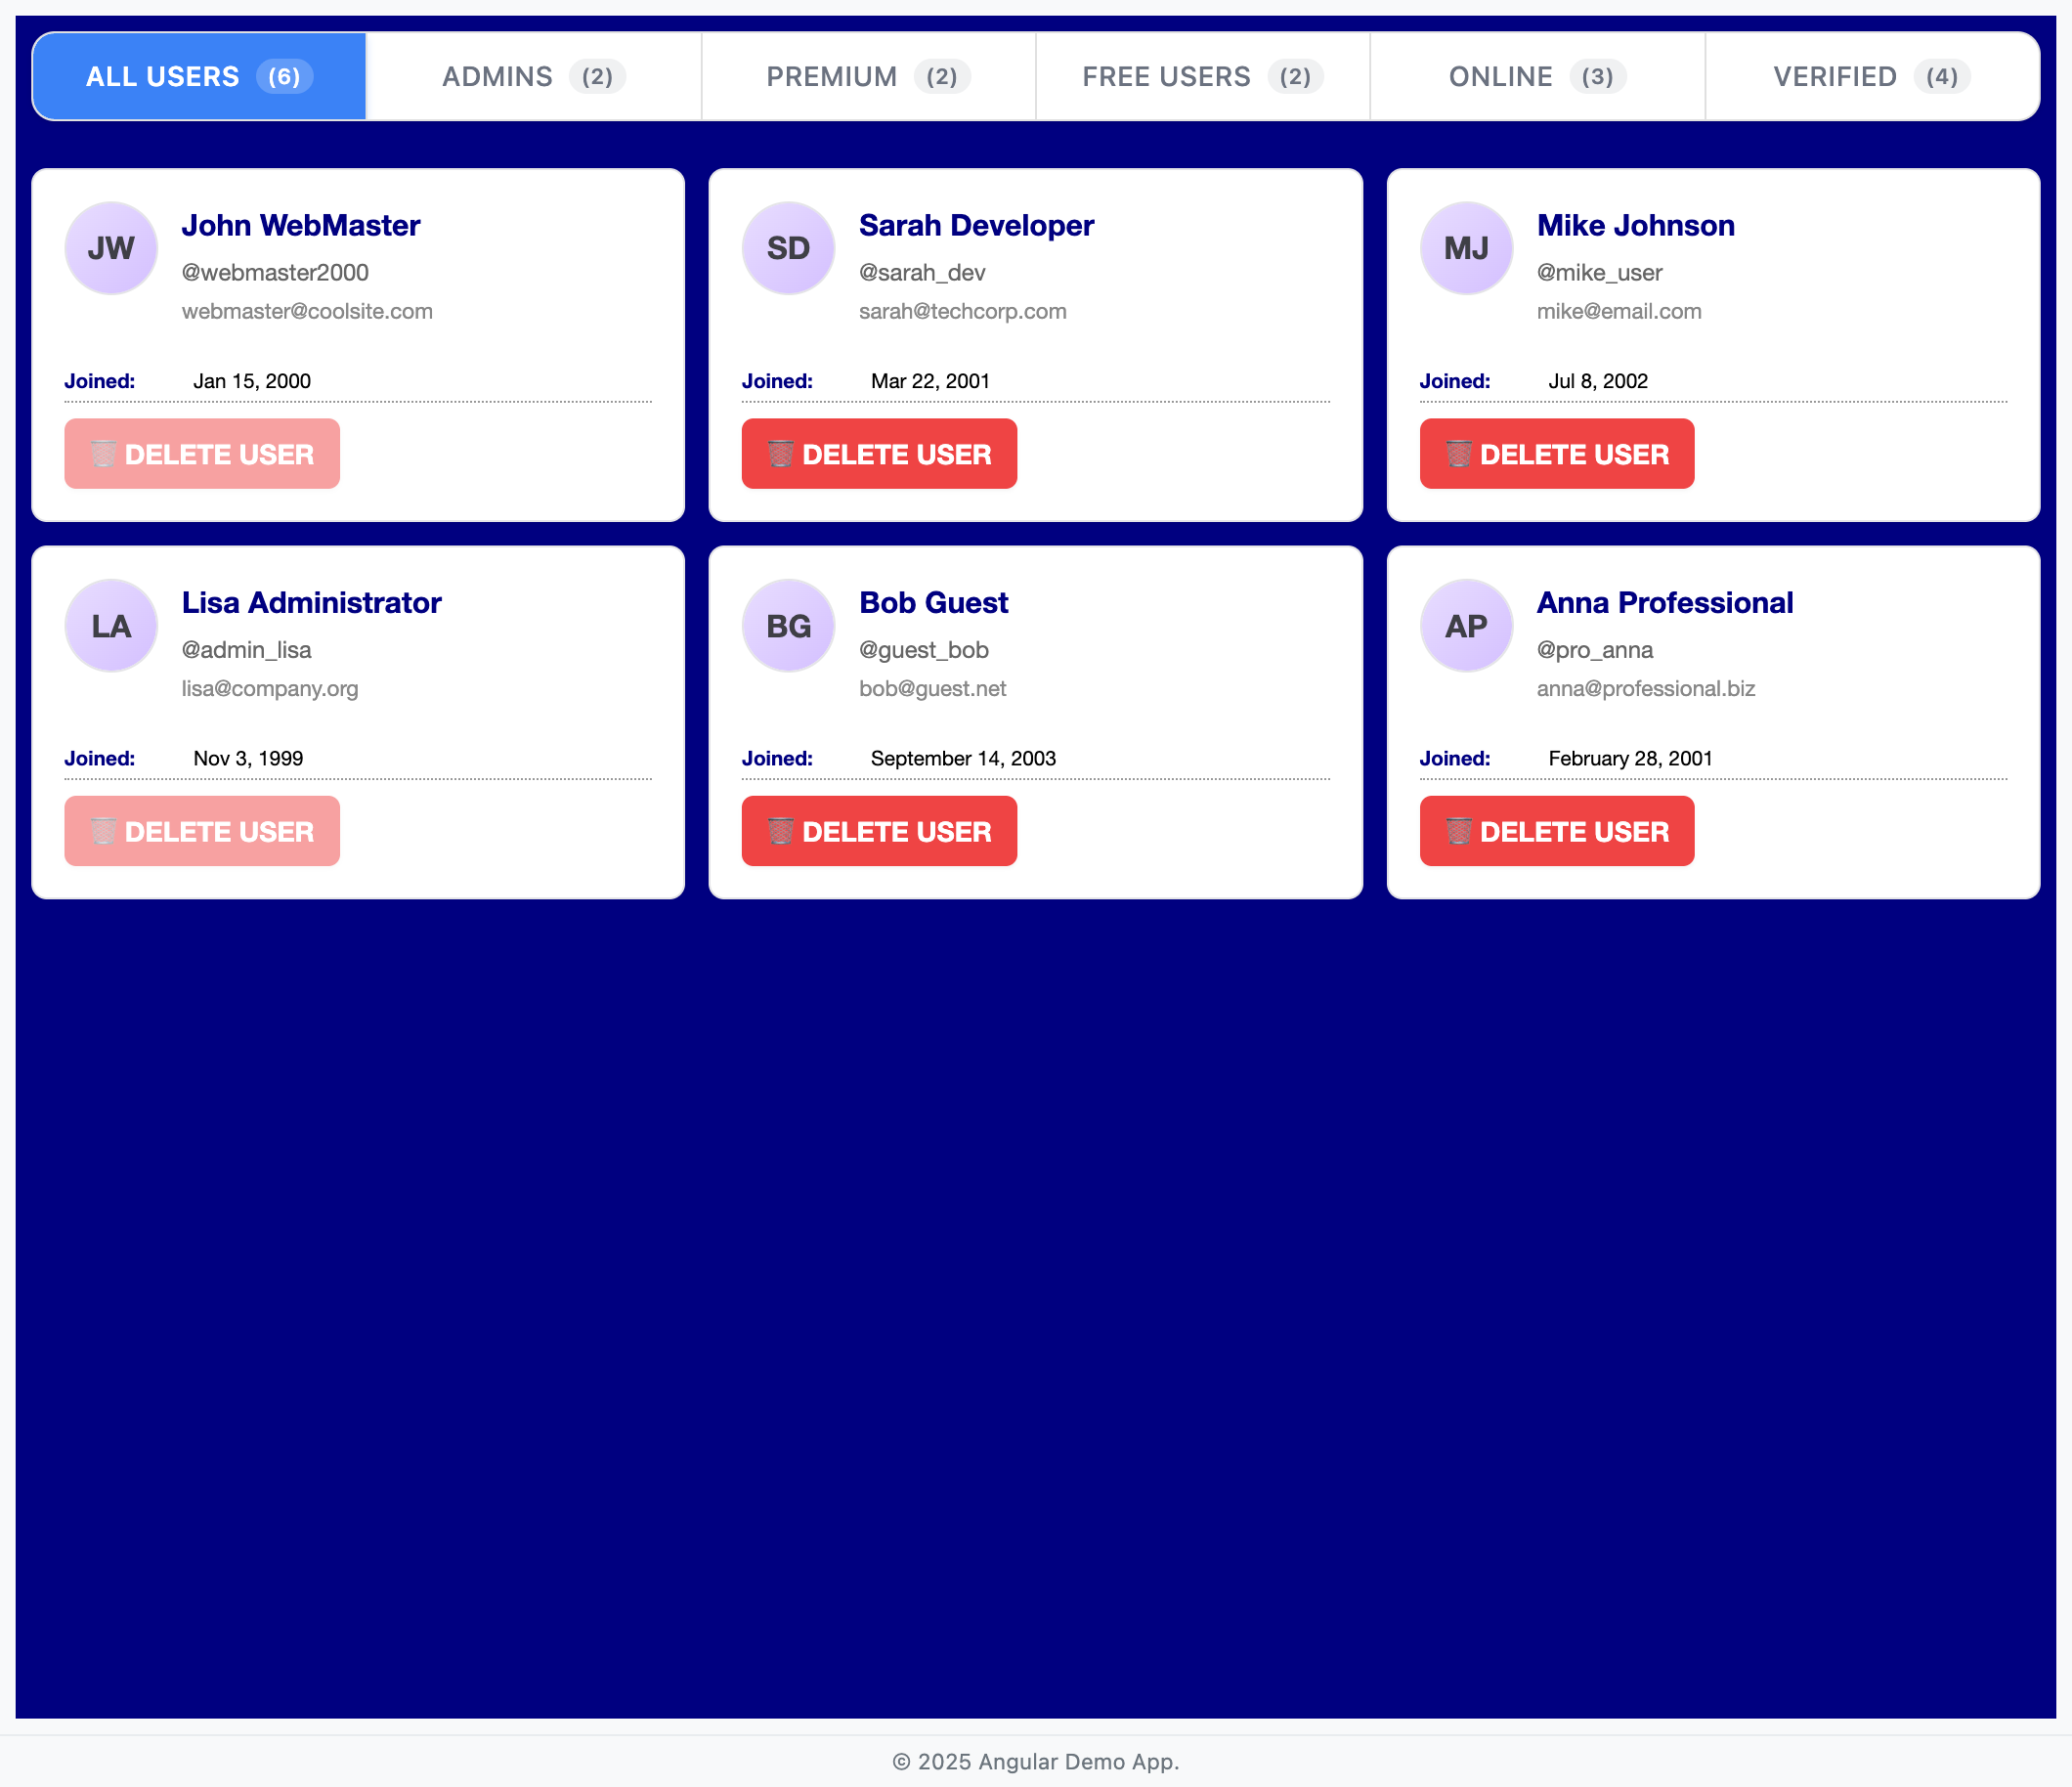 ALL USERS (6) ADMINS (2) PREMIUM (2) FREE USERS (2) ONLINE (3) VERIFIED (4)
JW
John WebMaster
@webmaster2000
webmaster@coolsite.com
Joined: Jan 15, 2000
DELETE USER
SD
Sarah Developer
@sarah_dev
sarah@techcorp.com
Joined: Mar 22, 2001
DELETE USER
MJ
Mike Johnson
@mike_user
mike@email.com
Joined: Jul 8, 2002
DELETE USER
LA
Lisa Administrator
@admin_lisa
lisa@company.org
Joined: Nov 3, 1999
DELETE USER
BG
Bob Guest
@guest_bob
bob@guest.net
Joined: September 14, 2003
DELETE USER
AP
Anna Professional
@pro_anna
anna@professional.biz
Joined: February 28, 2001
DELETE USER
© 2025 Angular Demo App.